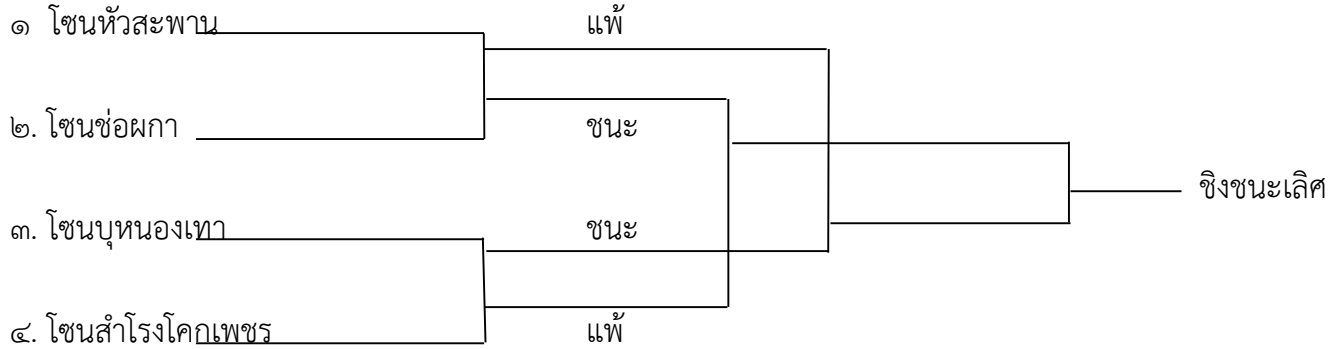 ๑ โซนหัวสะพาน แพ้
๒. โซนช่อผกา ชนะ
ชิงชนะเลิศ
๓. โซนบุหนองเทา ชนะ
๔. โซนสำโรงโคกเพชร แพ้